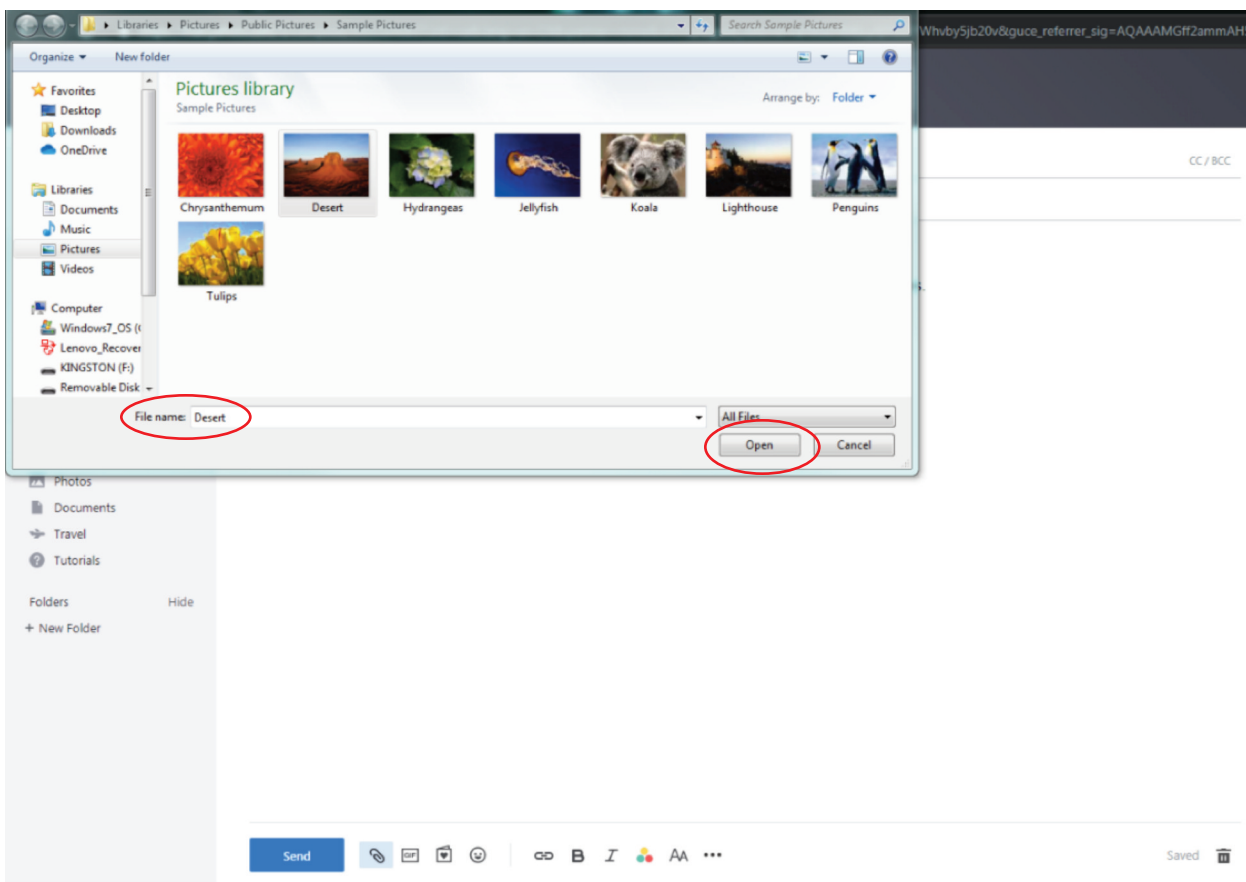 Libraries ▸ Pictures ▸ Public Pictures ▸ Sample Pictures
Search Sample Pictures
Whvby5jb20v&guce_referrer_sig=AQAAAMGff2ammAH
Organize
New folder
Favorites
Desktop
Downloads
OneDrive
Libraries
Documents
Music
Pictures
Videos
Computer
Windows7_OS (
Lenovo_Recover
KINGSTON (F:)
Removable Disk
Pictures library
Sample Pictures
Arrange by: Folder
Chrysanthemum
Desert
Hydrangeas
Jellyfish
Koala
Lighthouse
Penguins
Tulips
File name: Desert
All Files
Open
Cancel
CC / BCC
s.
Photos
Documents
Travel
Tutorials
Folders
Hide
+ New Folder
Send
GIF
B
I
AA
Saved